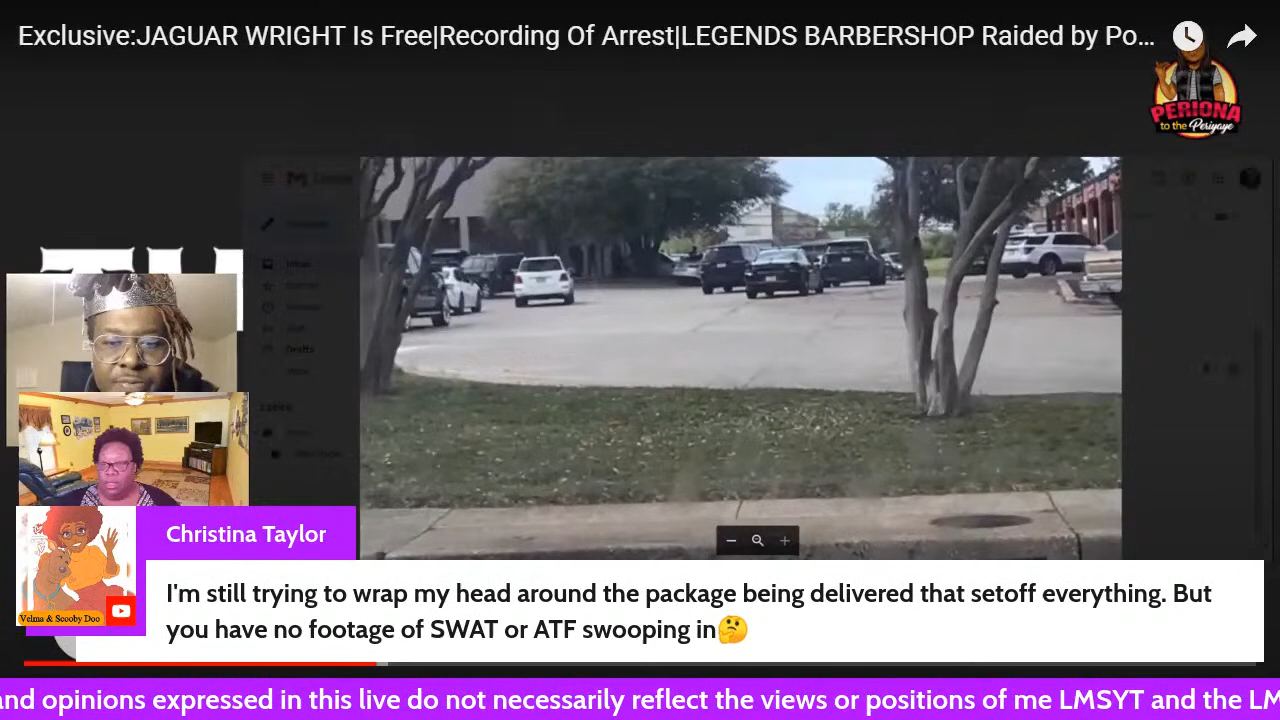 Exclusive:JAGUAR WRIGHT Is Free|Recording Of Arrest|LEGENDS BARBERSHOP Raided by Po...
PERIONA
to the Periyaye
Drafts
Christina Taylor
I'm still trying to wrap my head around the package being delivered that setoff everything. But
you have no footage of SWAT or ATF swooping in🤔
Velma & Scooby Doo
and opinions expressed in this live do not necessarily reflect the views or positions of me LMSYT and the LM